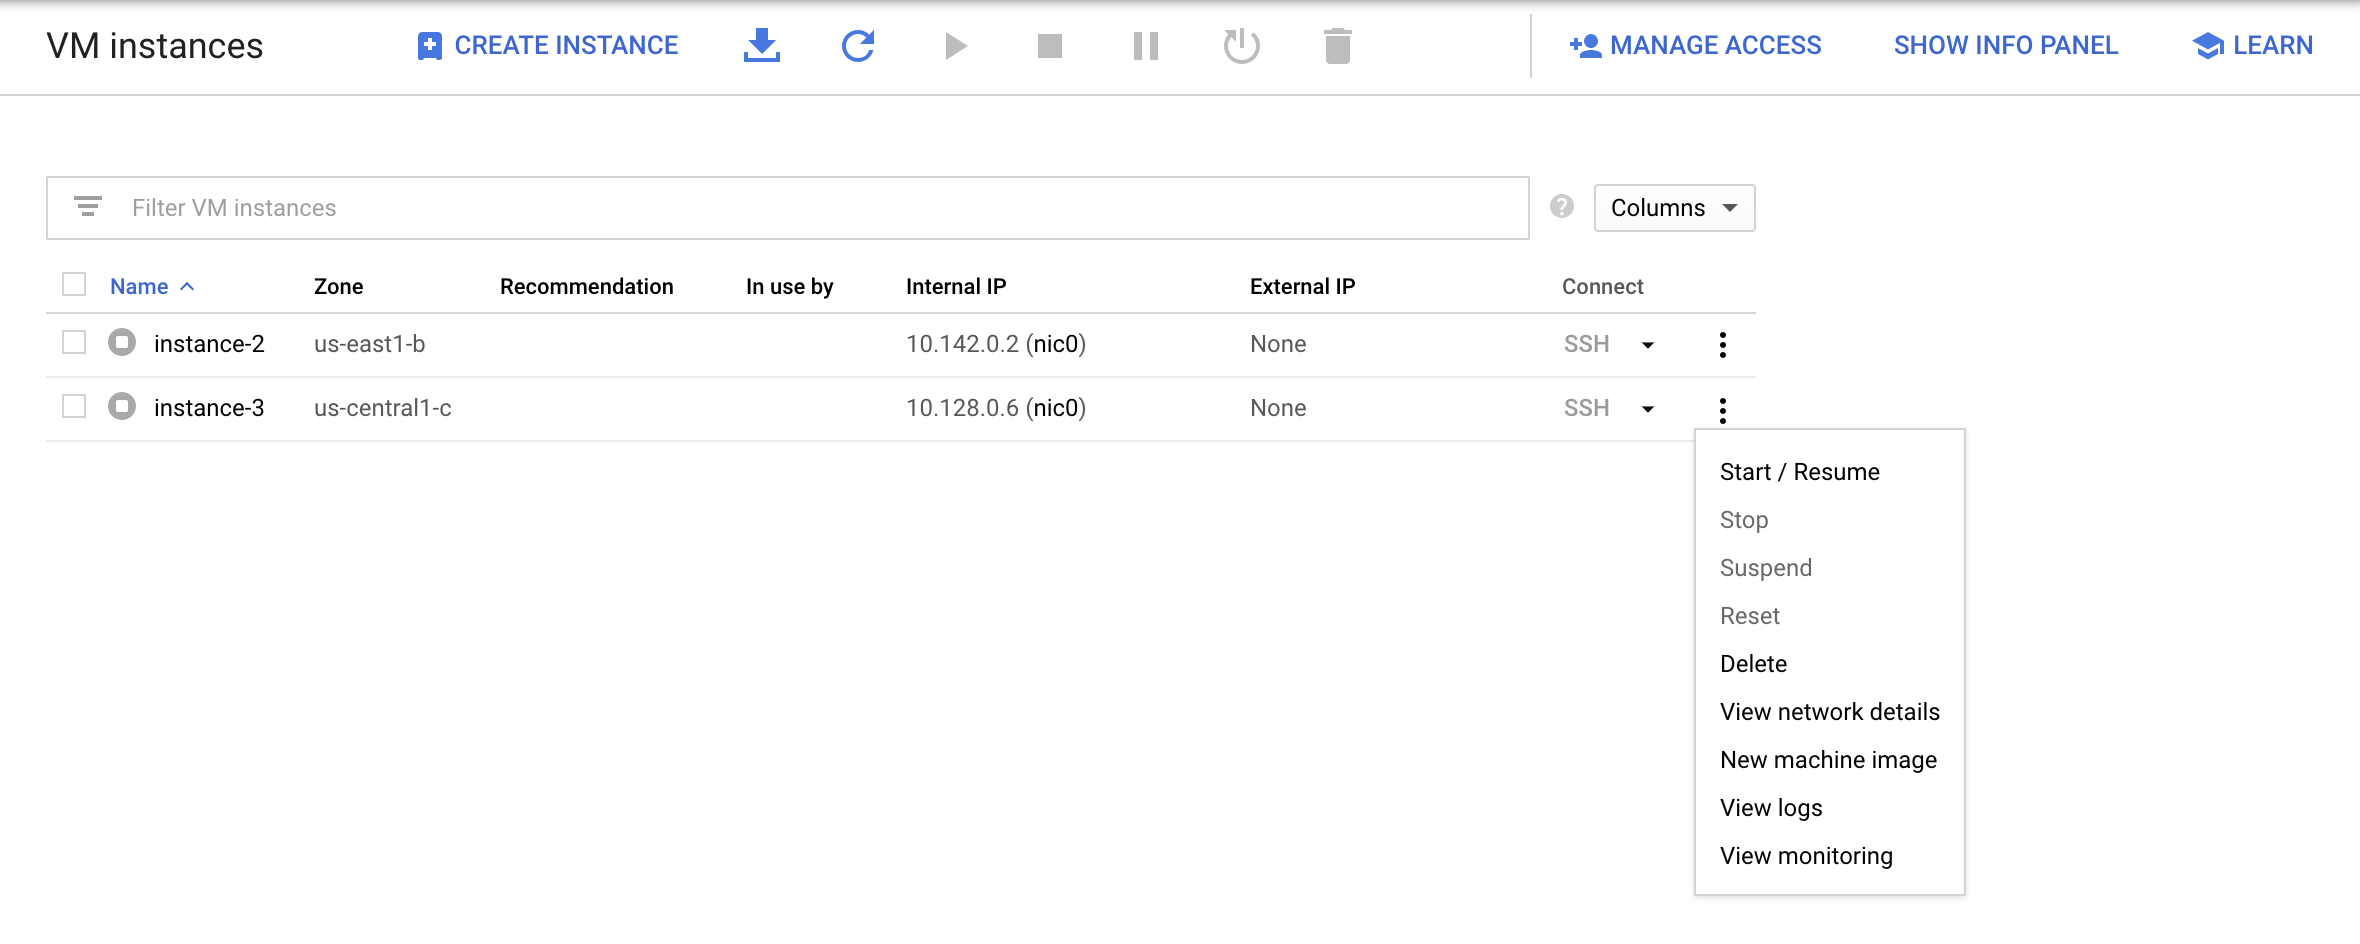 VM instances CREATE INSTANCE MANAGE ACCESS SHOW INFO PANEL LEARN
Filter VM instances ? Columns
Name Zone Recommendation In use by Internal IP External IP Connect
instance-2 us-east1-b 10.142.0.2 (nic0) None SSH
instance-3 us-central1-c 10.128.0.6 (nic0) None SSH
Start / Resume
Stop
Suspend
Reset
Delete
View network details
New machine image
View logs
View monitoring